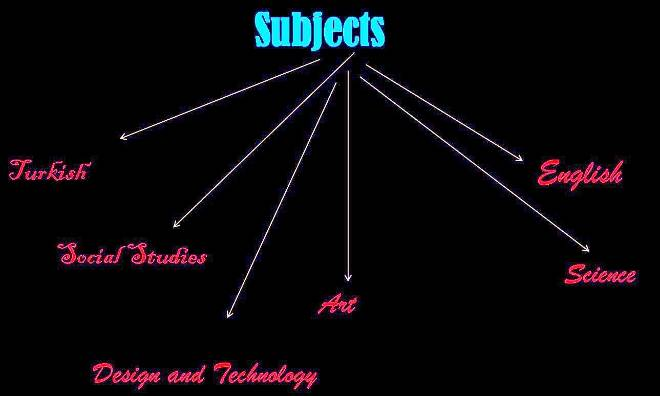 Subjects
Turkish
English
Social Studies
Science
Art
Design and Technology